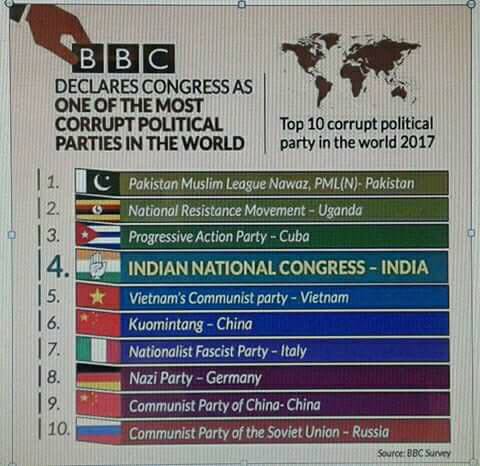 BBC
DECLARES CONGRESS AS
ONE OF THE MOST
CORRUPT POLITICAL
PARTIES IN THE WORLD
Top 10 corrupt political
party in the world 2017
1. Pakistan Muslim League Nawaz, PML(N)- Pakistan
2. National Resistance Movement – Uganda
3. Progressive Action Party – Cuba
4. INDIAN NATIONAL CONGRESS – INDIA
5. Vietnam's Communist party – Vietnam
6. Kuomintang – China
7. Nationalist Fascist Party – Italy
8. Nazi Party – Germany
9. Communist Party of China- China
10. Communist Party of the Soviet Union – Russia
Source: BBC Survey